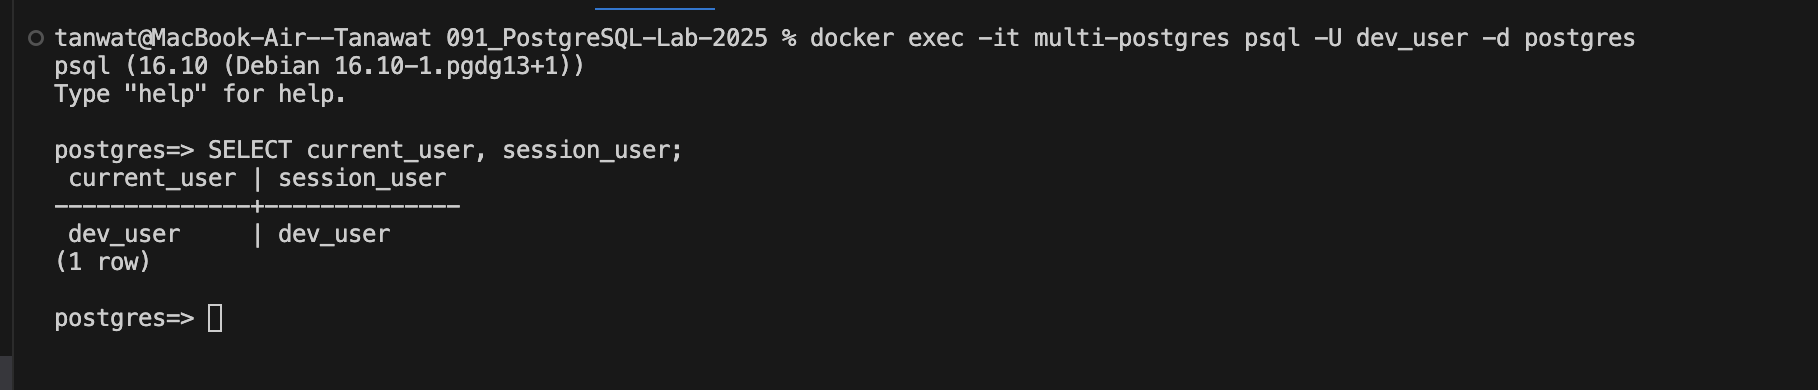 tanwat@MacBook-Air--Tanawat 091_PostgreSQL-Lab-2025 % docker exec -it multi-postgres psql -U dev_user -d postgres
psql (16.10 (Debian 16.10-1.pgdg13+1))
Type "help" for help.
postgres=> SELECT current_user, session_user;
 current_user | session_user
--------------+--------------
 dev_user     | dev_user
(1 row)
postgres=>